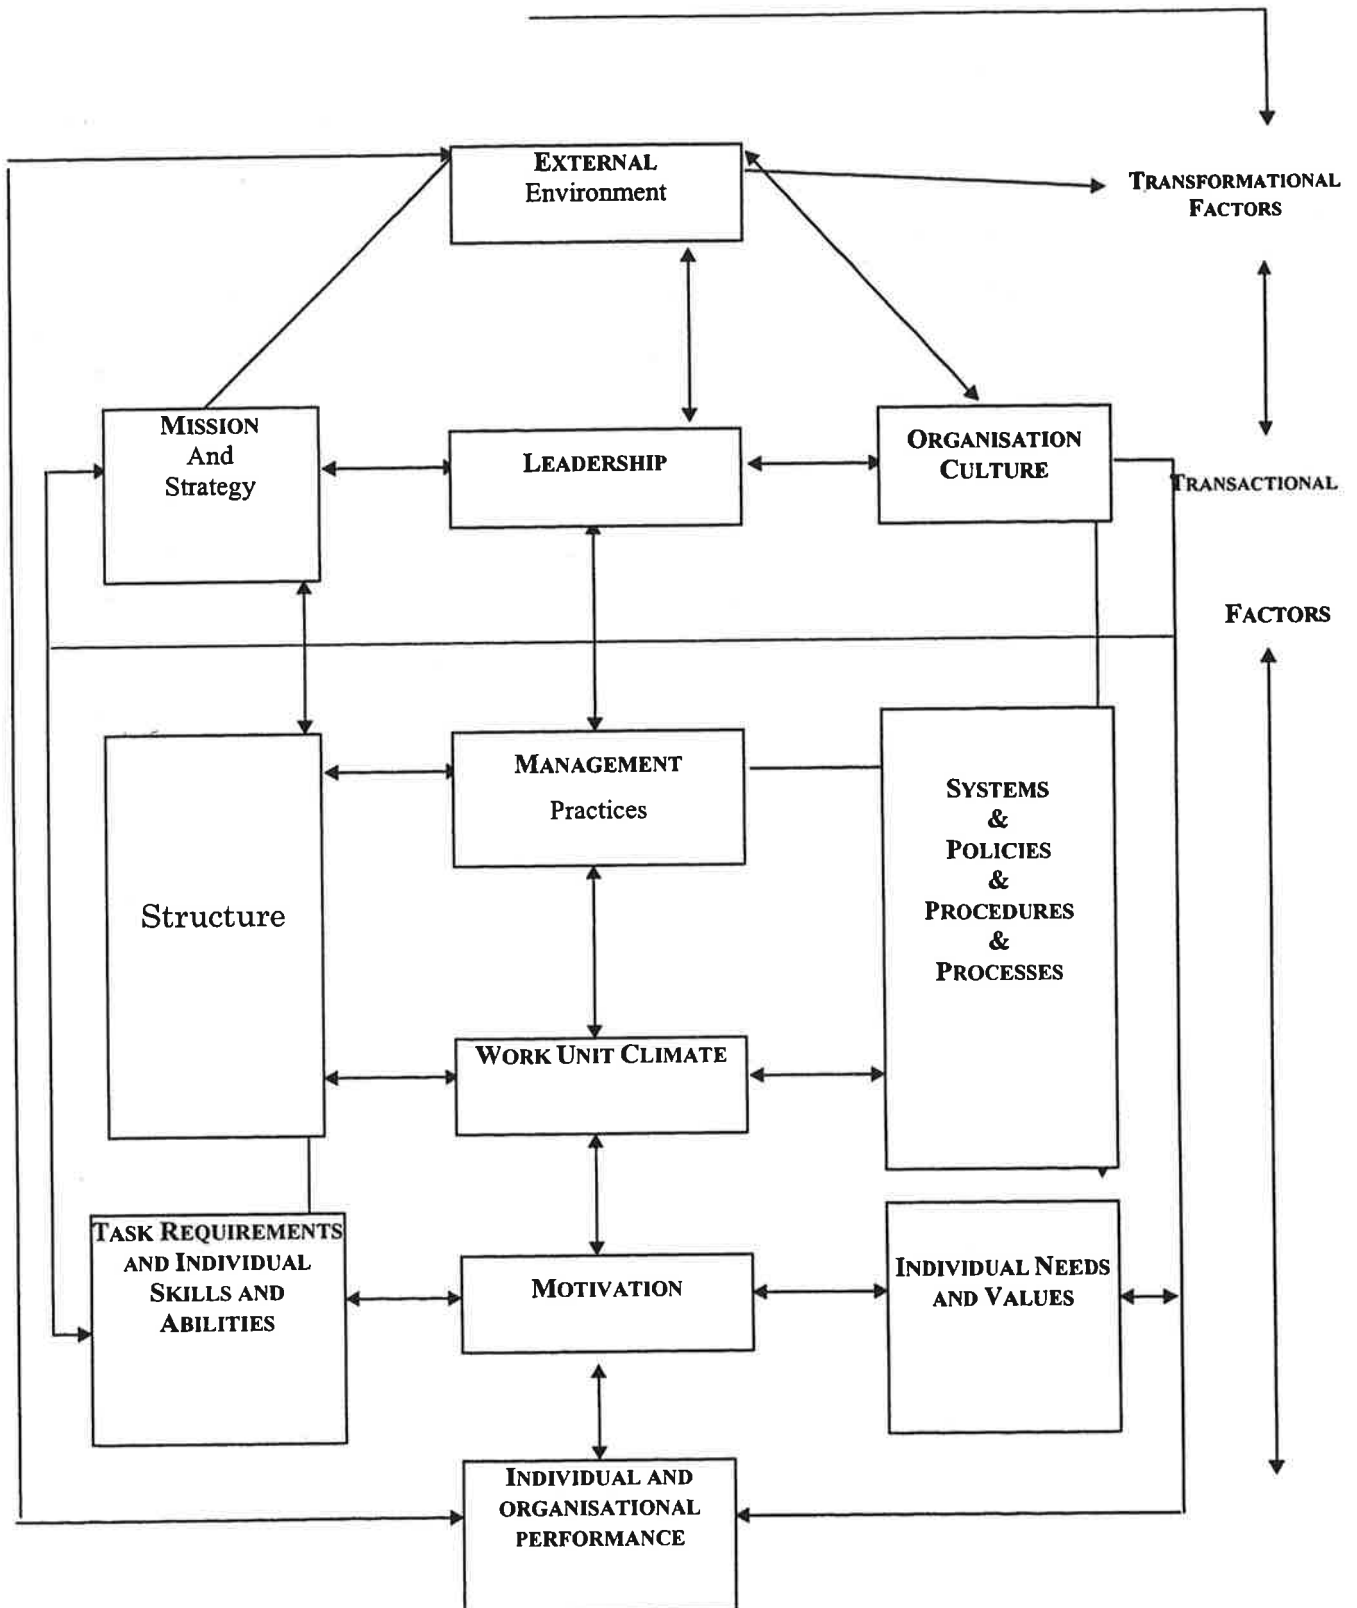 EXTERNAL
Environment
TRANSFORMATIONAL
FACTORS
MISSION
And
Strategy
LEADERSHIP
ORGANISATION
CULTURE
TRANSACTIONAL
FACTORS
Structure
MANAGEMENT
Practices
SYSTEMS
&
POLICIES
&
PROCEDURES
&
PROCESSES
WORK UNIT CLIMATE
TASK REQUIREMENTS
AND INDIVIDUAL
SKILLS AND
ABILITIES
MOTIVATION
INDIVIDUAL NEEDS
AND VALUES
INDIVIDUAL AND
ORGANISATIONAL
PERFORMANCE